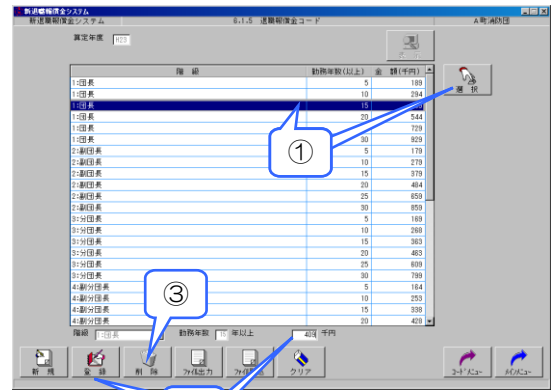 新退職報償金システム
新退職報償金システム 6.1.5 退職報償金コード A町消防団
算定年度 H23
階 級 勤務年数(以上) 金 額(千円)
1:団長 5 189
1:団長 10 294
1:団長 15
1:団長 20 544
1:団長 729
1:団長 30 929
2:副団長 5 179
2:副団長 10 279
2:副団長 15 379
2:副団長 20 484
2:副団長 25 659
2:副団長 30 859
3:分団長 5 169
3:分団長 10 268
3:分団長 15 363
3:分団長 20 463
3:分団長 25 609
3:分団長 30 799
4:副分団長 5 164
4:副分団長 10 253
4:副分団長 15 338
4:副分団長 20 428
選 択
①
③
階級 1:団長 勤務年数 15 年以上 409 千円
新 規
登 録
削 除
ファイル出力
クリア
コードメニュー
メインメニュー